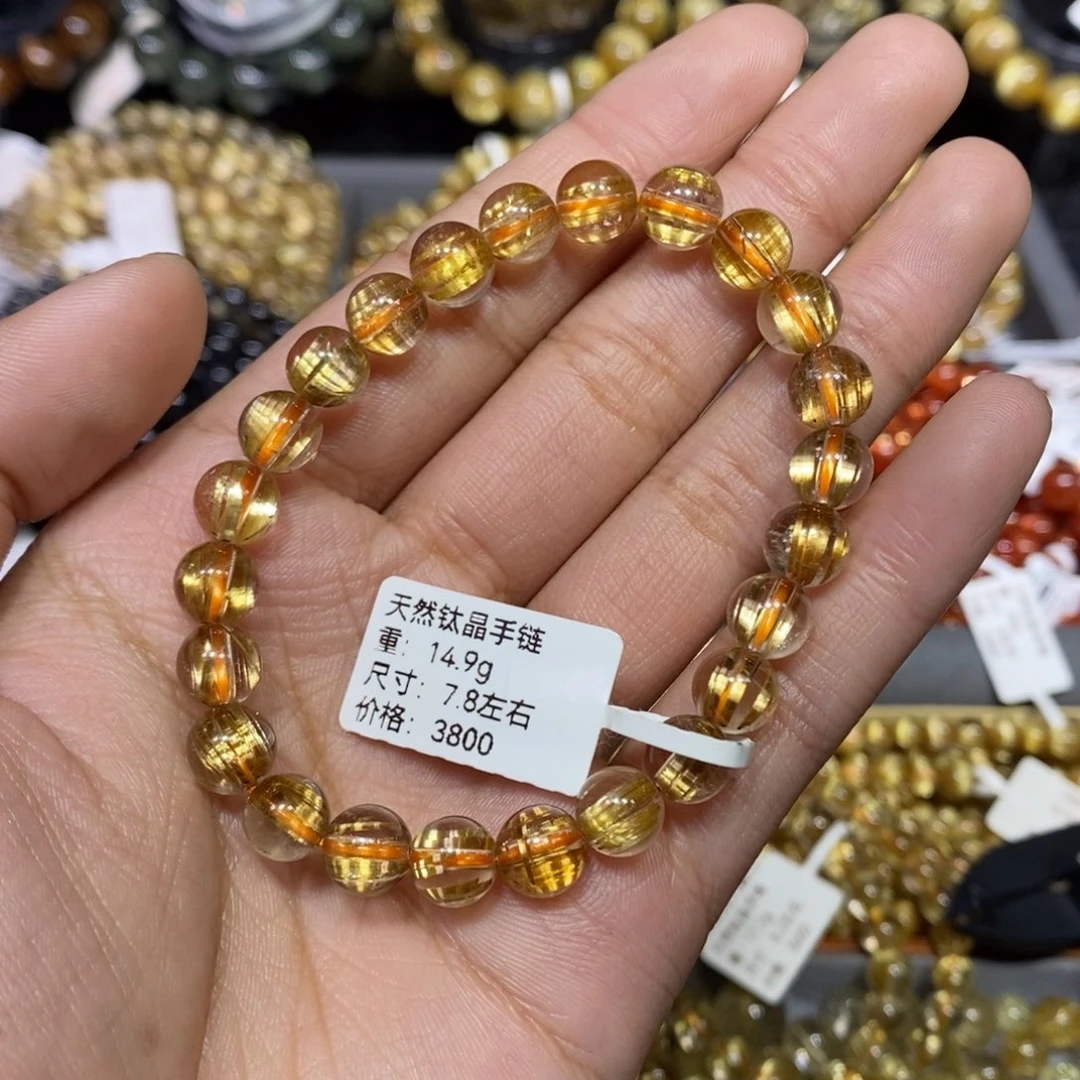 天然钛晶手链
重: 14.9g
尺寸: 7.8左右
价格: 3800